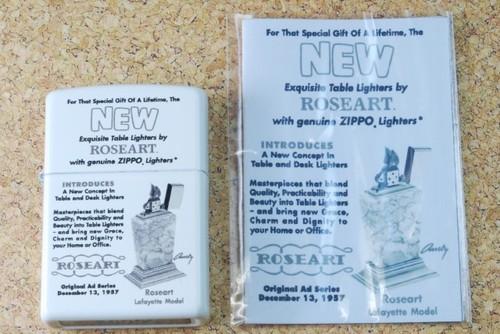 For That Special Gift Of A Lifetime, The
NEW
Exquisite Table Lighters by
ROSEART
with genuine ZIPPO Lighters*
INTRODUCES
A New Concept In
Table and Desk Lighters
Masterpieces that blend
Quality, Practicability and
Beauty into Table Lighters
- and bring new Grace,
Charm and Dignity to
your Home or Office.
ROSEART
Original Ad Series
December 13, 1957
Roseart
Lafayette Model
For That Special Gift Of A Lifetime, The
NEW
Exquisite Table Lighters by
ROSEART
with genuine ZIPPO Lighters*
INTRODUCES
A New Concept In
Table and Desk Lighters
Masterpieces that blend
Quality, Practicability and
Beauty into Table Lighters
- and bring new Grace,
Charm and Dignity to
your Home or Office.
ROSEART
Original Ad Series
December 13, 1957
Roseart
Lafayette Model